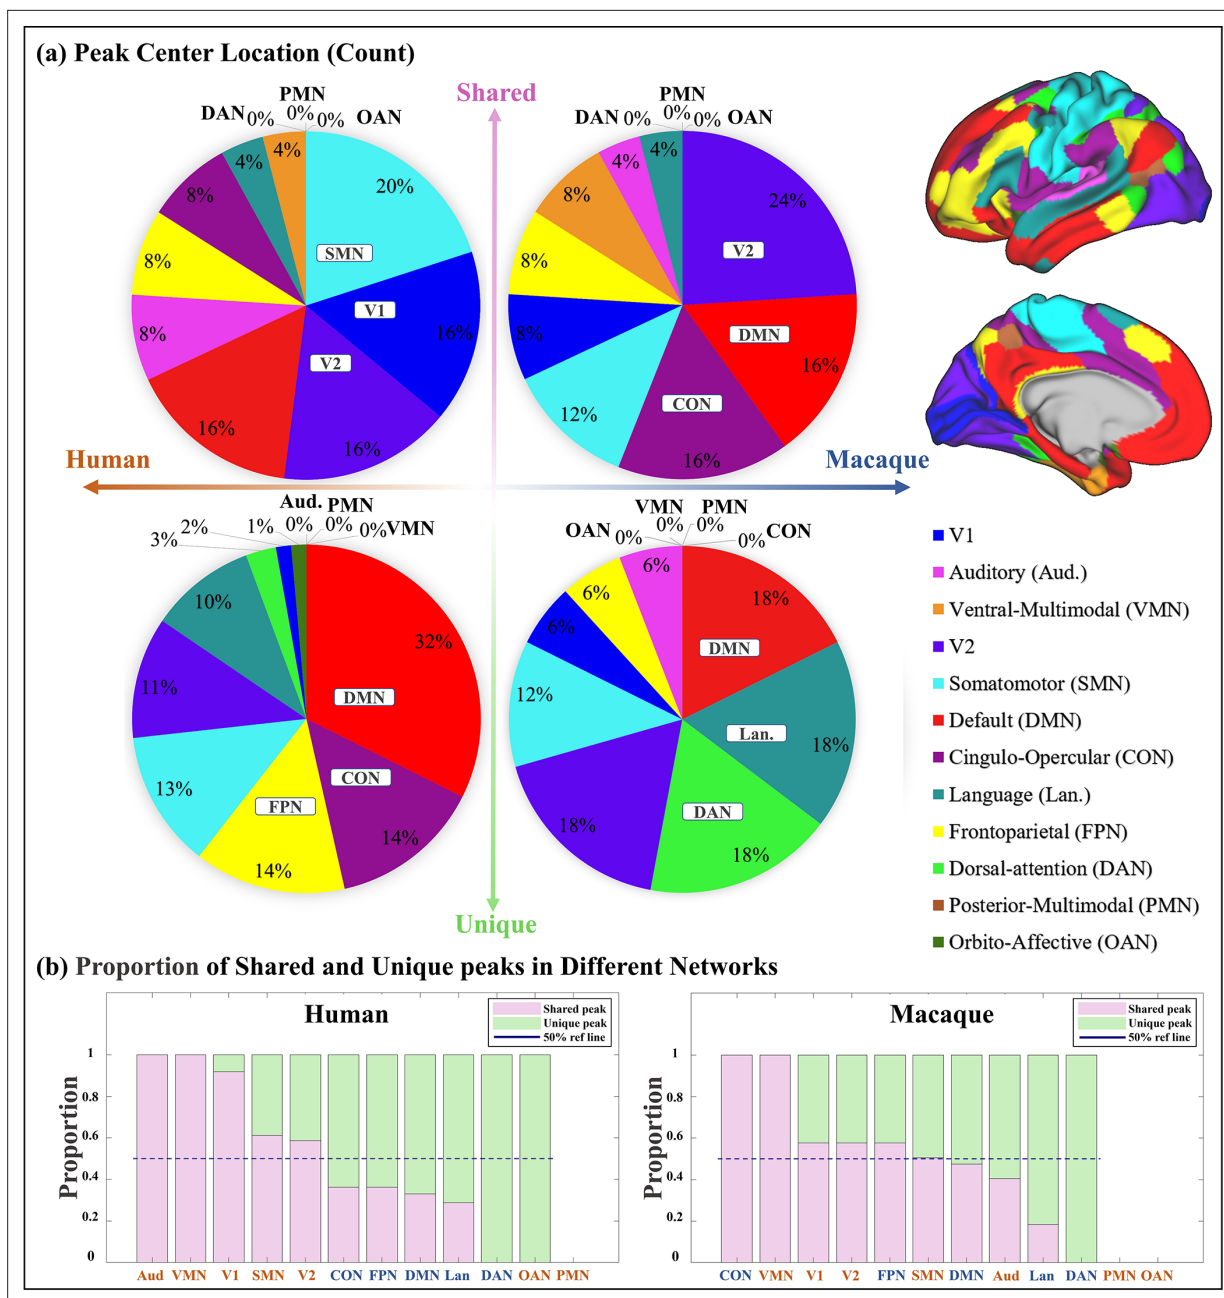 (a) Peak Center Location (Count)
Shared
PMN
DAN 0% 0% 0% OAN
4% 4%
20%
8%
8%
8%
16%
16%
16%
SMN
V1
V2
PMN
DAN 0% 0% 0% OAN
4% 4%
24%
8%
8%
8%
12%
16%
16%
V2
DMN
CON
Human
Macaque
Aud. PMN
3% 2% 1% 0% 0% 0% VMN
10%
32%
11%
13%
14%
14%
DMN
CON
FPN
VMN PMN
OAN 0% 0% 0% 0% CON
6%
6%
6%
18%
12%
18%
18%
18%
DMN
Lan.
DAN
Unique
V1
Auditory (Aud.)
Ventral-Multimodal (VMN)
V2
Somatomotor (SMN)
Default (DMN)
Cingulo-Opercular (CON)
Language (Lan.)
Frontoparietal (FPN)
Dorsal-attention (DAN)
Posterior-Multimodal (PMN)
Orbito-Affective (OAN)
(b) Proportion of Shared and Unique peaks in Different Networks
Human
Shared peak
Unique peak
50% ref line
Proportion
1
0.8
0.6
0.4
0.2
0
Aud VMN V1 SMN V2 CON FPN DMN Lan DAN OAN PMN
Macaque
Shared peak
Unique peak
50% ref line
Proportion
1
0.8
0.6
0.4
0.2
0
CON VMN V1 V2 FPN SMN DMN Aud Lan DAN PMN OAN